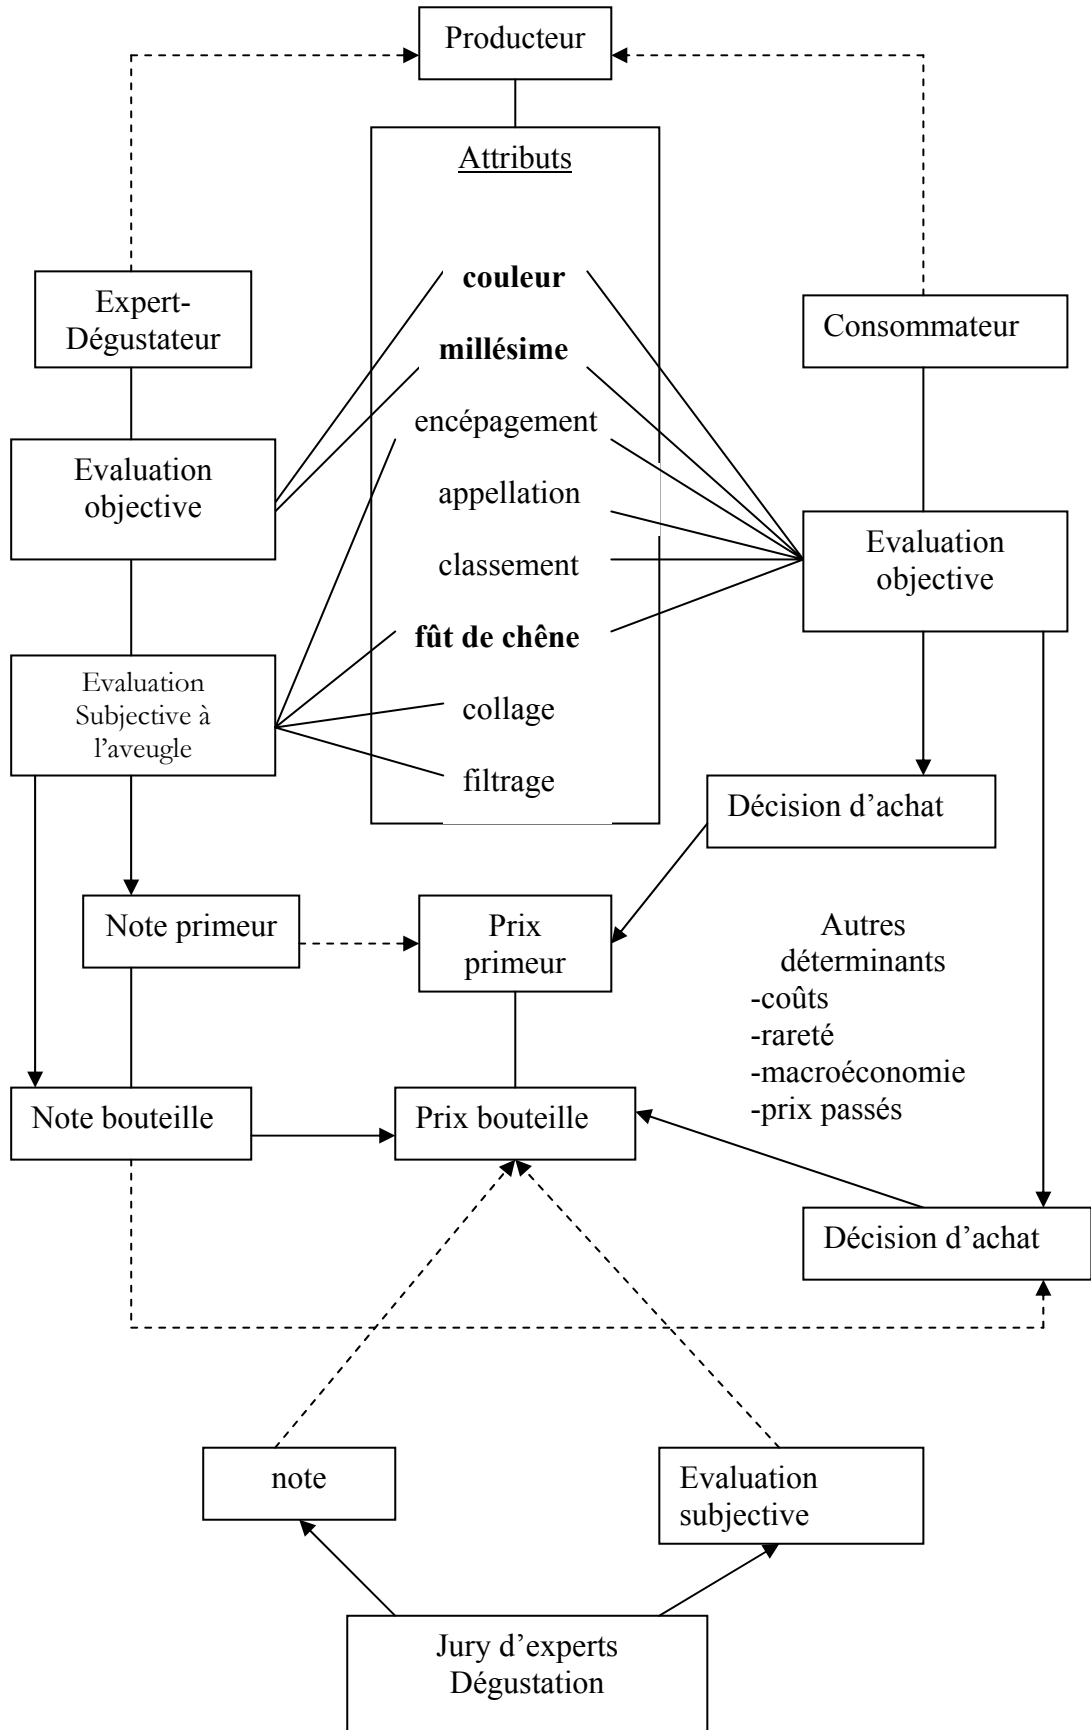 Producteur
Attributs
couleur
millésime
encépagement
appellation
classement
fût de chêne
collage
filtrage
Expert-
Dégustateur
Consommateur
Evaluation
objective
Evaluation
objective
Evaluation
Subjective à
l’aveugle
Décision d’achat
Note primeur
Prix
primeur
Autres
déterminants
-coûts
-rareté
-macroéconomie
-prix passés
Note bouteille
Prix bouteille
Décision d’achat
note
Evaluation
subjective
Jury d’experts
Dégustation